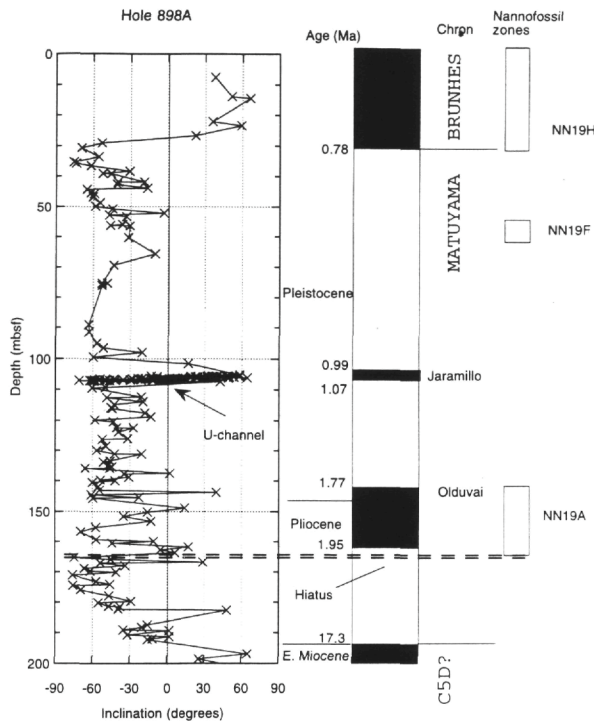 Hole 898A
Age (Ma)
Chron
Nannofossil
zones
0
50
100
150
200
Depth (mbsf)
-90
-60
-30
0
30
60
90
Inclination (degrees)
U-channel
0.78
0.99
1.07
1.77
1.95
17.3
Pleistocene
Pliocene
Hiatus
E. Miocene
BRUNHES
MATUYAMA
Jaramillo
Olduvai
C5D?
NN19H
NN19F
NN19A